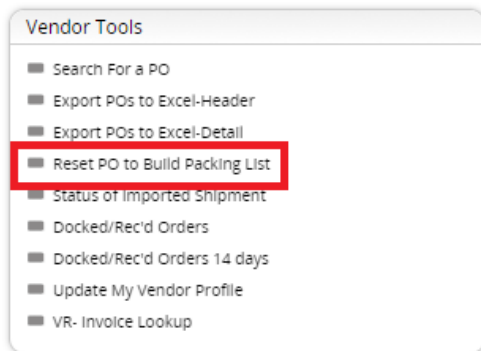 Vendor Tools
Search For a PO
Export POs to Excel-Header
Export POs to Excel-Detail
Reset PO to Build Packing List
Status of Imported Shipment
Docked/Rec'd Orders
Docked/Rec'd Orders 14 days
Update My Vendor Profile
VR- Invoice Lookup